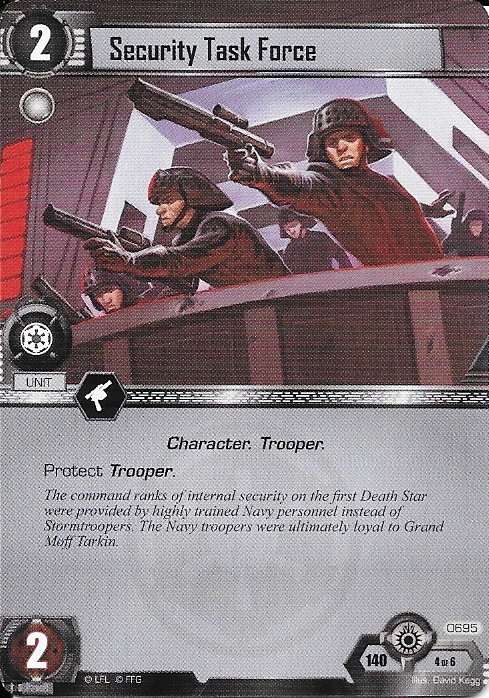 2
Security Task Force
UNIT
Character. Trooper.
Protect Trooper.
The command ranks of internal security on the first Death Star
were provided by highly trained Navy personnel instead of
Stormtroopers. The Navy troopers were ultimately loyal to Grand
Moff Tarkin.
2
© LFL © FFG
0695
140
4 OF 6
Illus. David Kegg